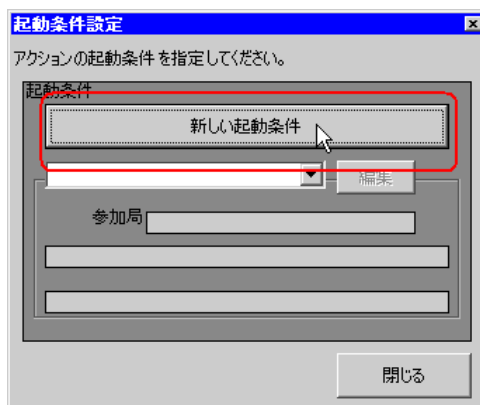 起動条件設定
アクションの起動条件を指定してください。
起動条件
新しい起動条件
編集
参加局
閉じる